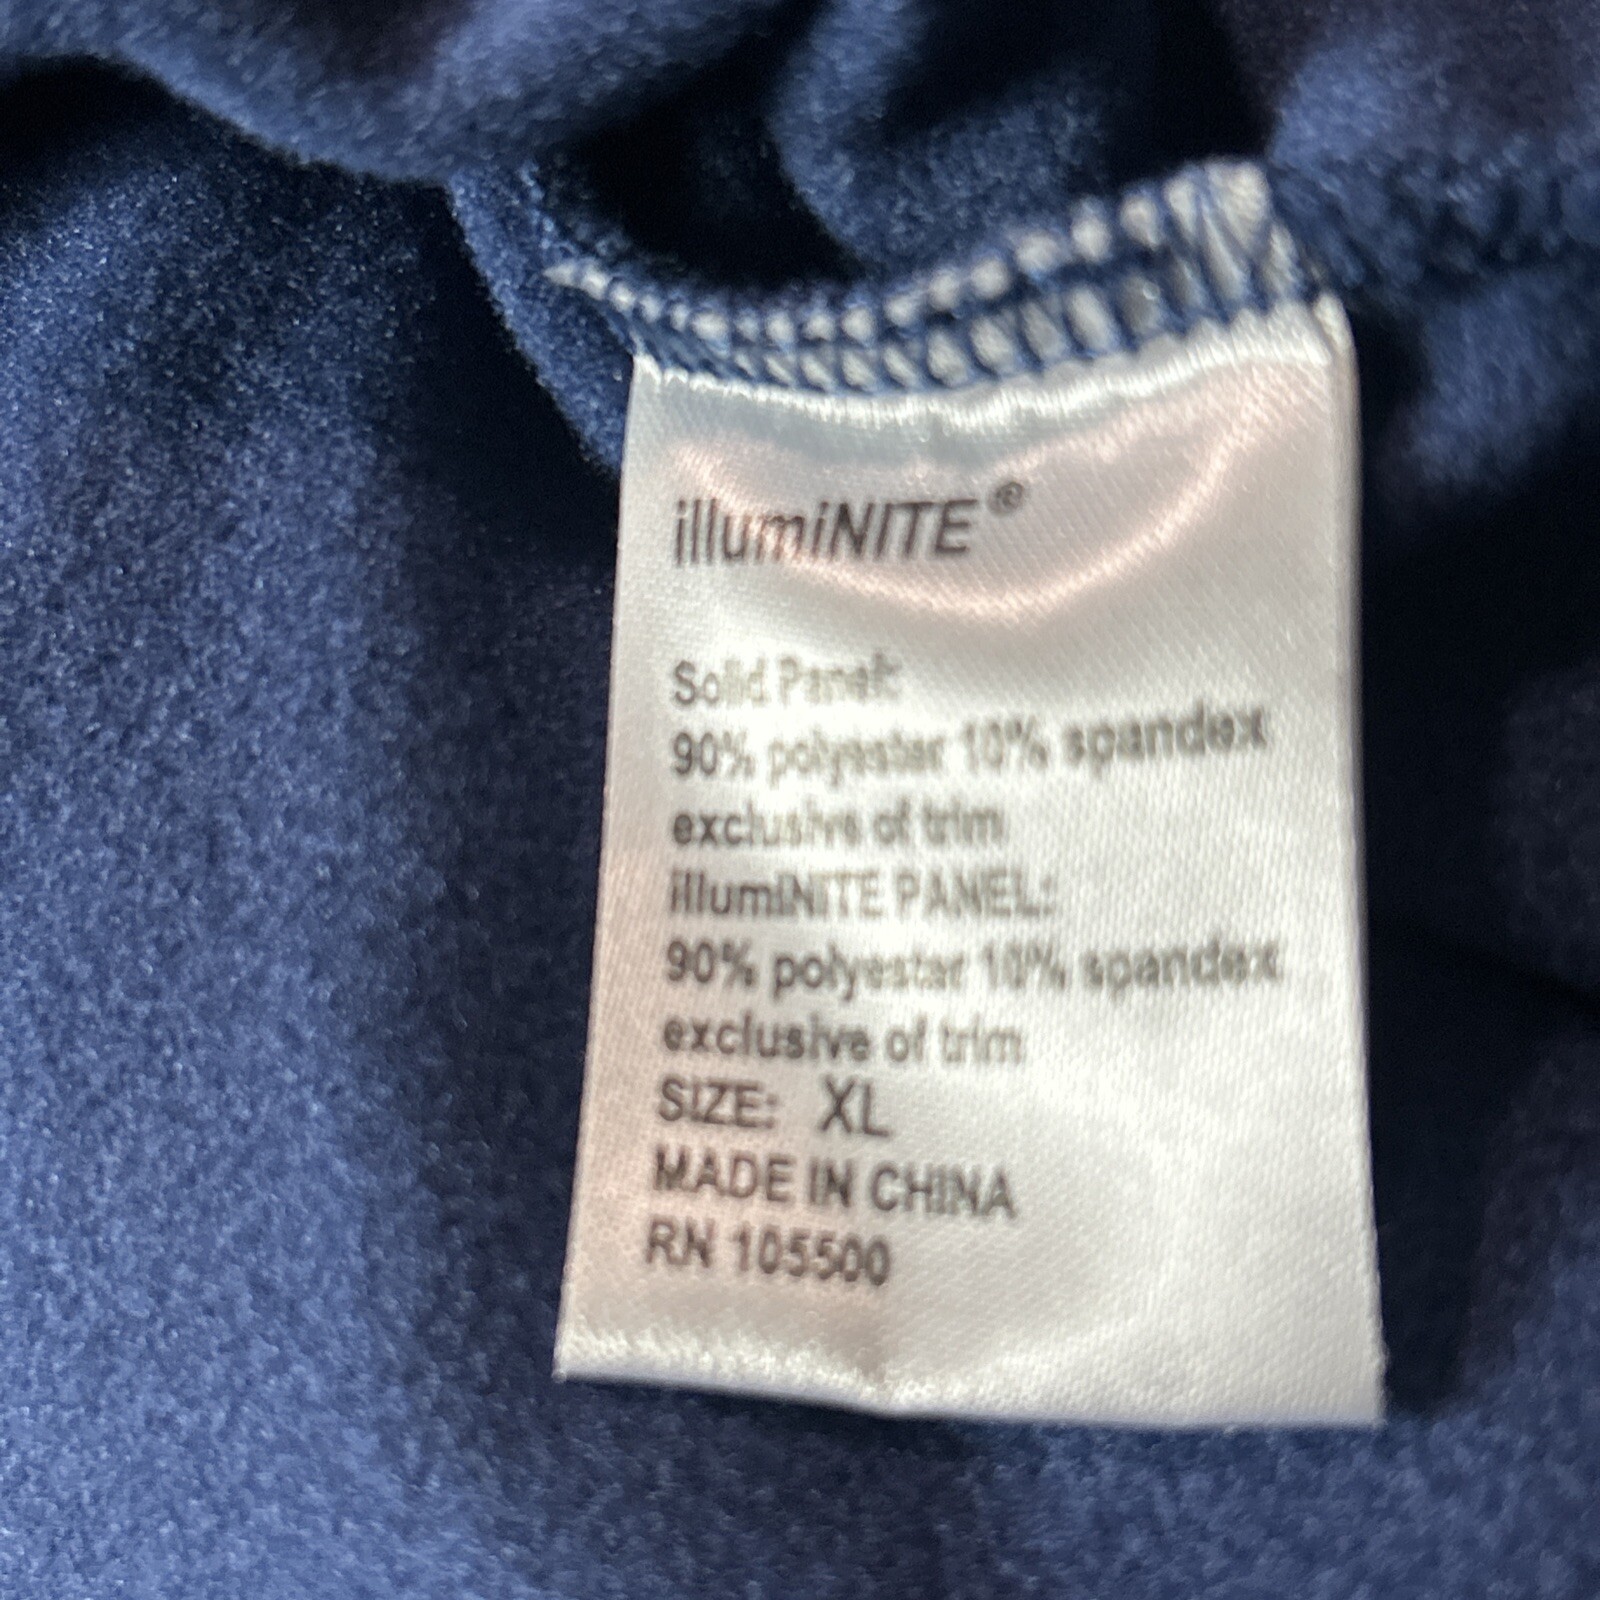 illumiNITE®
Solid Panel:
90% polyester 10% spandex
exclusive of trim
illumiNITE PANEL:
90% polyester 10% spandex
exclusive of trim
SIZE: XL
MADE IN CHINA
RN 105500